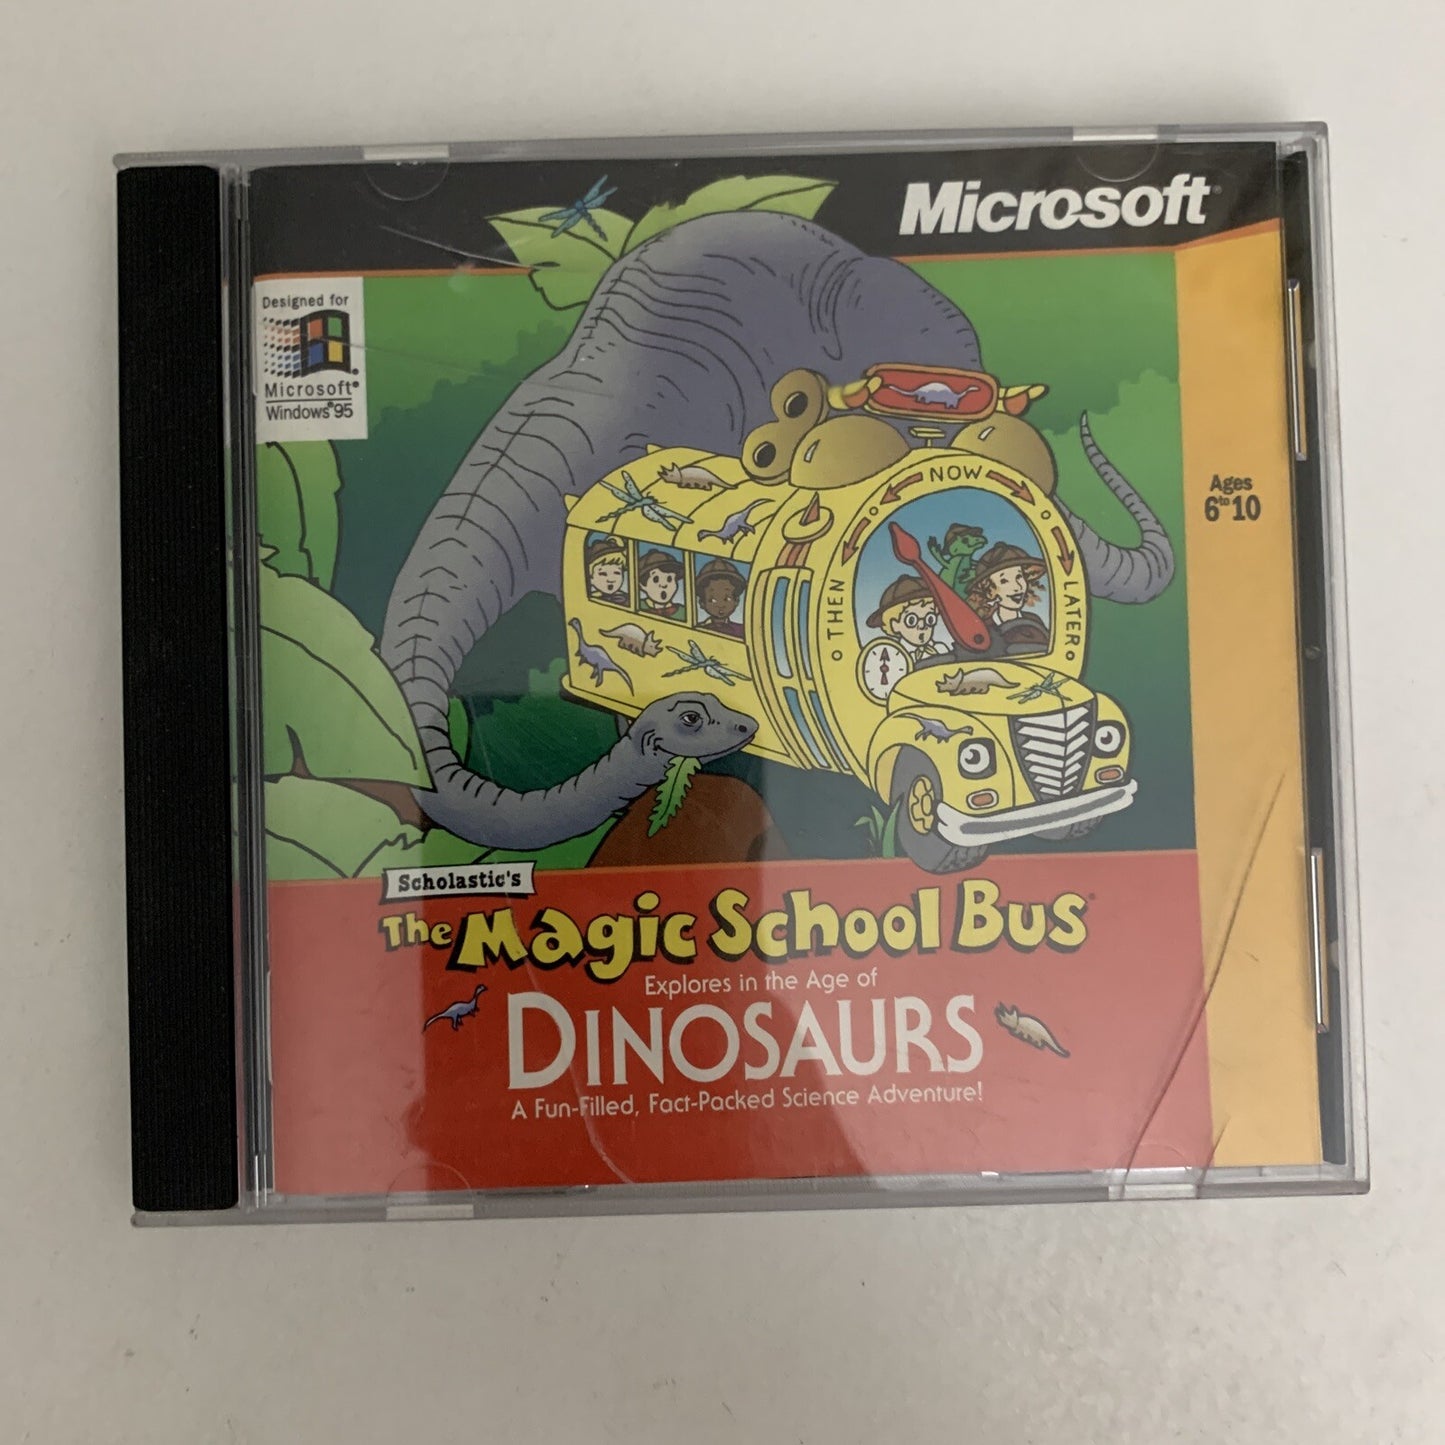 Microsoft®
Designed for
Microsoft®
Windows®95
NOW
THEN
LATER
Ages
6 to 10
Scholastic's
The Magic School Bus®
Explores in the Age of
DINOSAURS
A Fun-Filled, Fact-Packed Science Adventure!